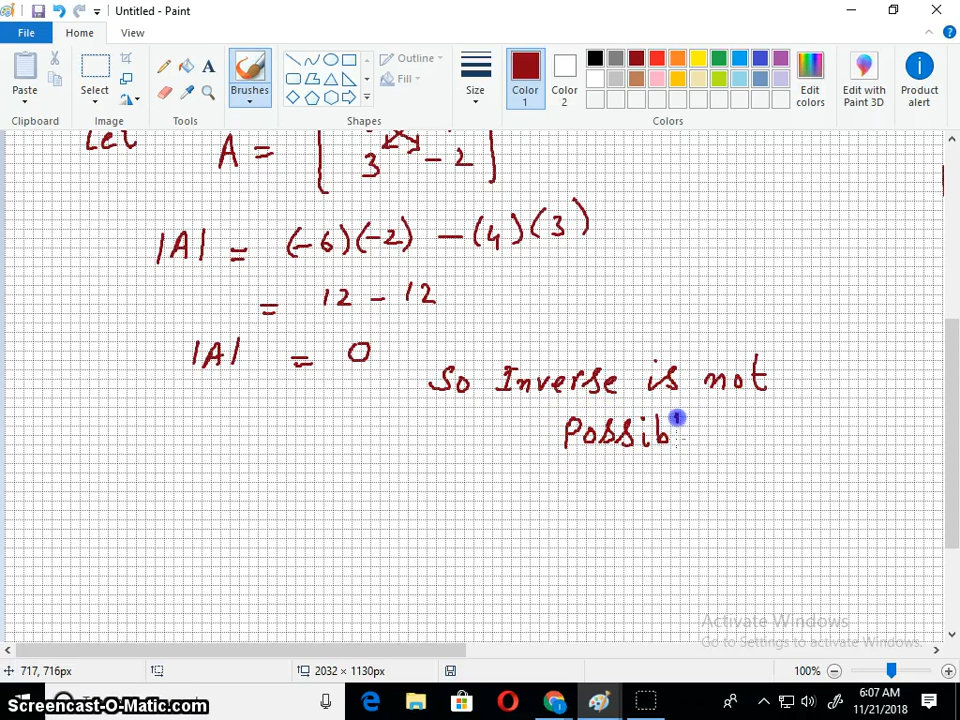 Untitled - Paint
File Home View
Paste Select Brushes Outline Fill Size Color 1 Color 2 Edit colors Edit with Paint 3D Product alert
Clipboard Image Tools Shapes Colors
Let A = [ 3 - 2 ]
|A| = (-6)(-2) - (4)(3)
= 12 - 12
|A| = 0
So Inverse is not
Possib
Activate Windows
Go to Settings to activate Windows.
717, 716px 2032 × 1130px 100%
Screencast-O-Matic.com
6:07 AM
11/21/2018